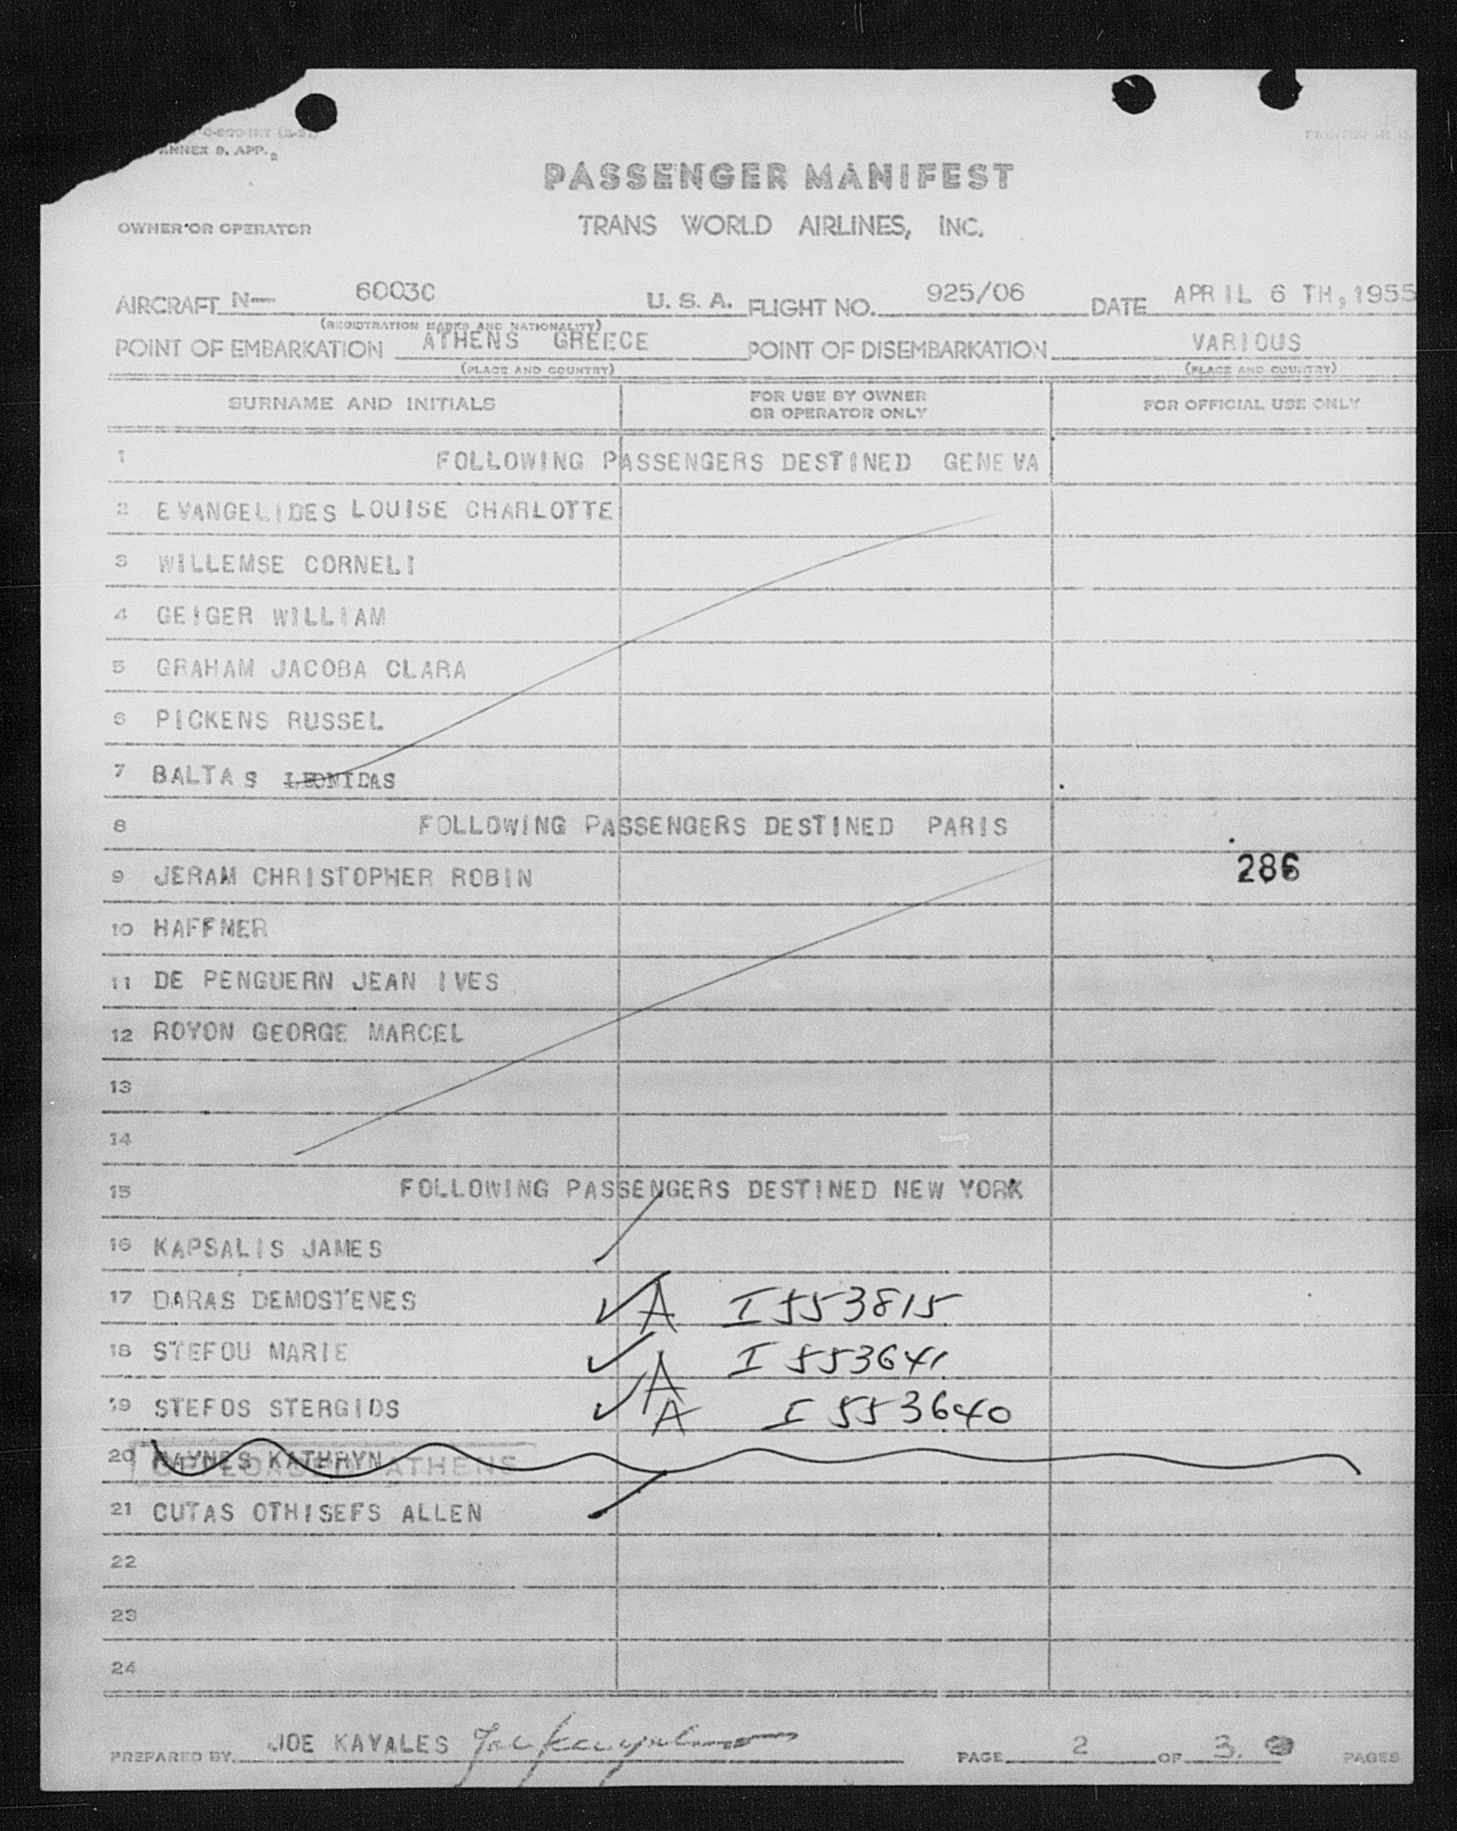 ANNEX 9, APP. 2
PASSENGER MANIFEST
OWNER OR OPERATOR TRANS WORLD AIRLINES, INC.
AIRCRAFT N— 6003C U. S. A. FLIGHT NO. 925/06 DATE APRIL 6 TH, 1955
(REGISTRATION MARKS AND NATIONALITY)
POINT OF EMBARKATION ATHENS GREECE POINT OF DISEMBARKATION VARIOUS
(PLACE AND COUNTRY) (PLACE AND COUNTRY)
SURNAME AND INITIALS FOR USE BY OWNER OR OPERATOR ONLY FOR OFFICIAL USE ONLY
1 FOLLOWING PASSENGERS DESTINED GENEVA
2 EVANGELIDES LOUISE CHARLOTTE
3 WILLEMSE CORNELI
4 GEIGER WILLIAM
5 GRAHAM JACOBA CLARA
6 PICKENS RUSSEL
7 BALTAS LEONIDAS
8 FOLLOWING PASSENGERS DESTINED PARIS
9 JERAM CHRISTOPHER ROBIN 286
10 HAFFNER
11 DE PENGUERN JEAN IVES
12 ROYON GEORGE MARCEL
13
14
15 FOLLOWING PASSENGERS DESTINED NEW YORK
16 KAPSALIS JAMES
17 DARAS DEMOSTENES A I553815
18 STEFOU MARIE A I553641
19 STEFOS STERGIOS A I553640
20 KATHRYN
ATHENS
21 CUTAS OTHISEFS ALLEN
22
23
24
PREPARED BY JOE KAVALES PAGE 2 OF 3. PAGES